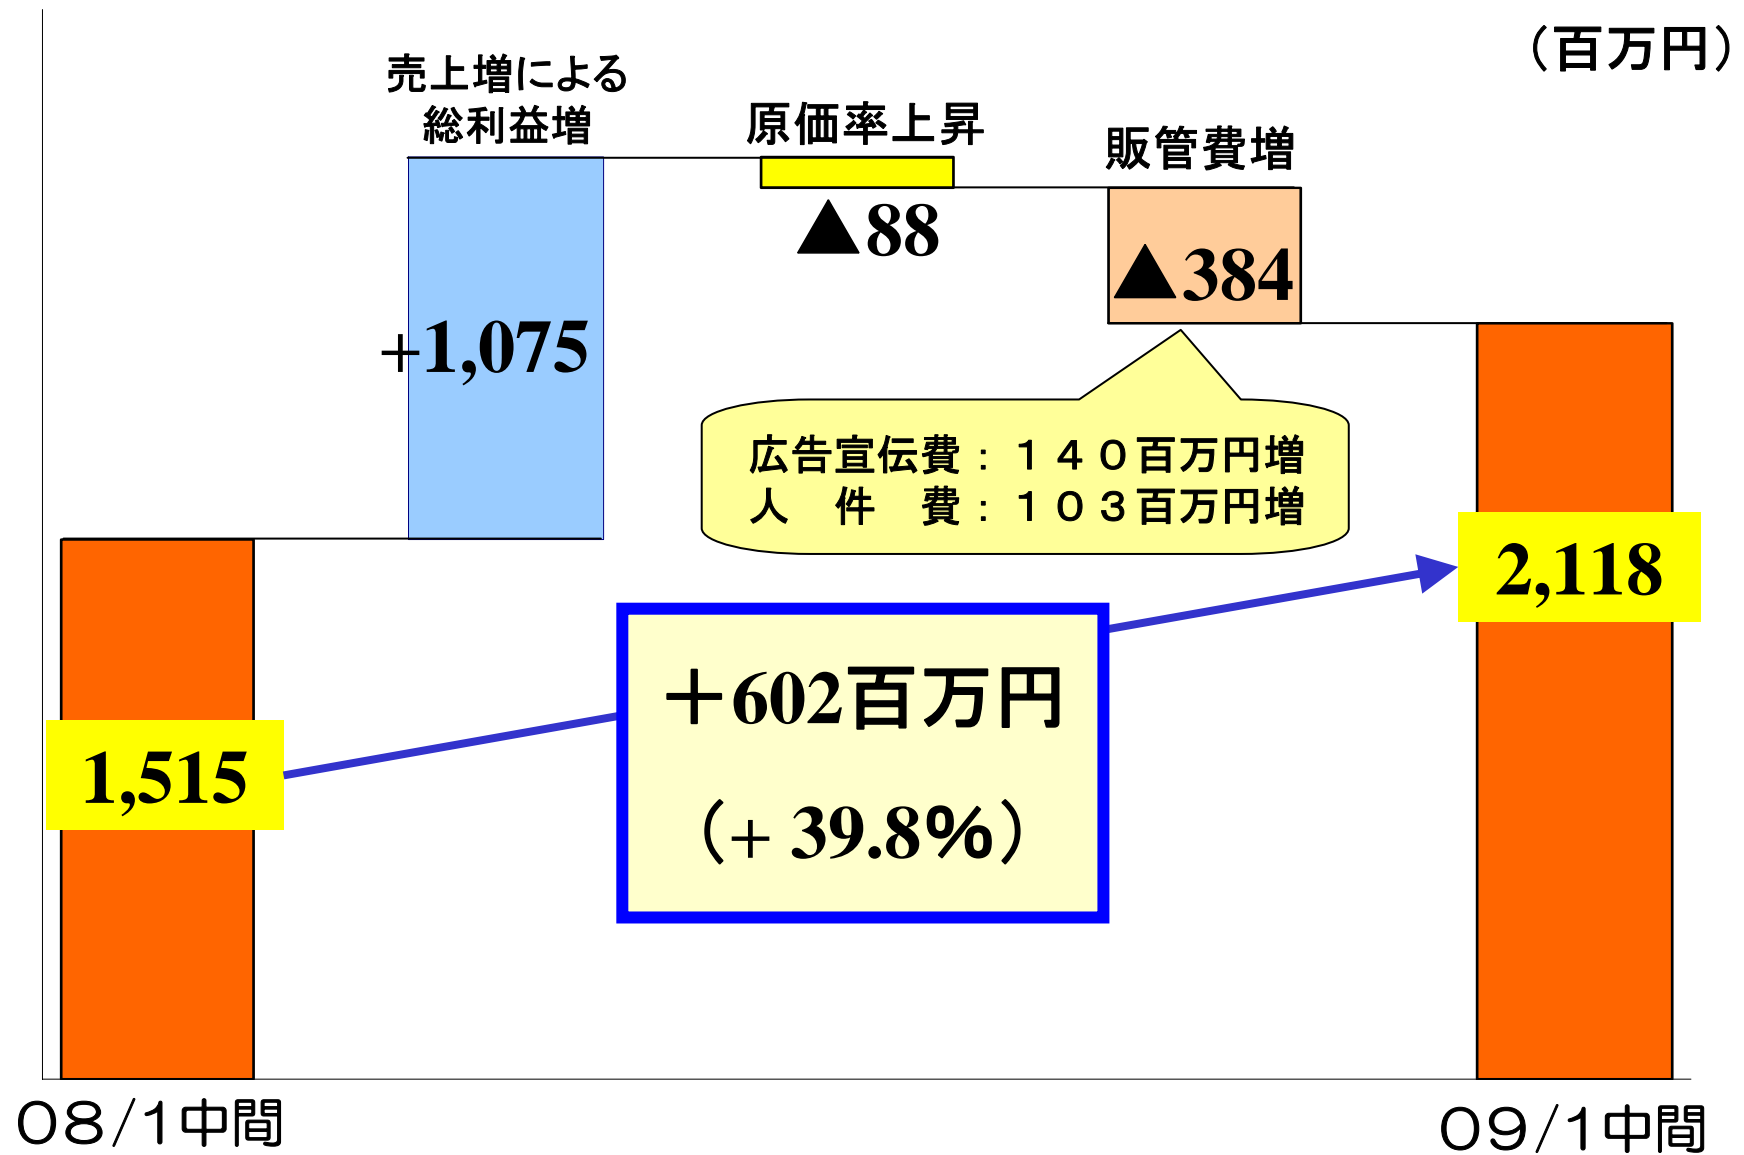 （百万円）
売上増による
総利益増
原価率上昇
販管費増
+1,075
▲88
▲384
広告宣伝費：１４０百万円増
人　件　費：１０３百万円増
1,515
2,118
＋602百万円
（+ 39.8%）
０８/１中間
０９/１中間